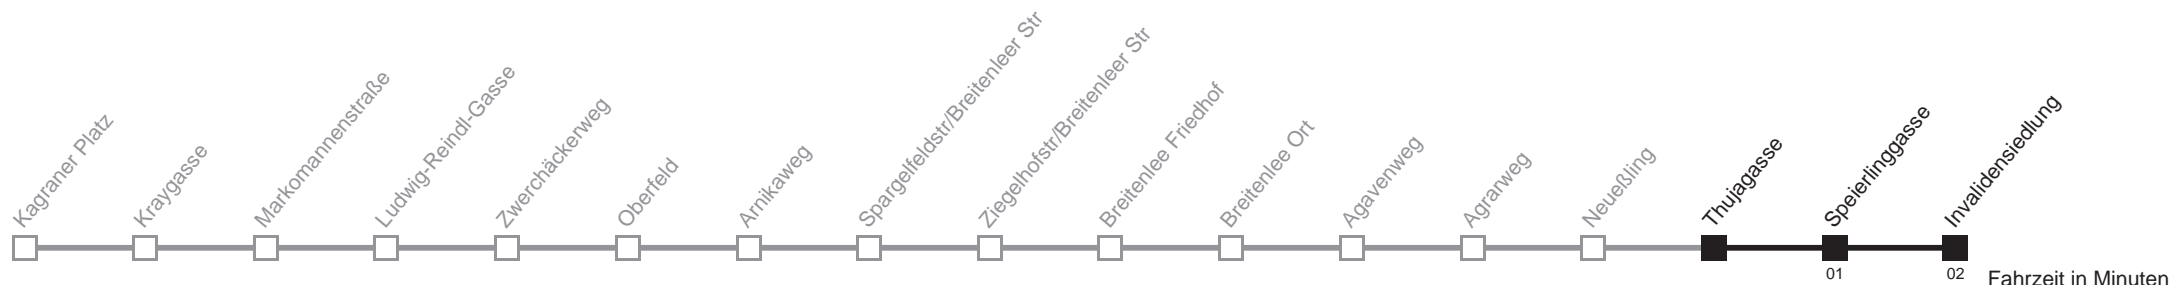 Kagraner Platz
Kraygasse
Markomannenstraße
Ludwig-Reindl-Gasse
Zwerchäckerweg
Oberfeld
Arnikaweg
Spargelfeldstr/Breitenleer Str
Ziegelhofstr/Breitenleer Str
Breitenlee Friedhof
Breitenlee Ort
Agavenweg
Agrarweg
Neueßling
Thujagasse
Speierlinggasse
Invalidensiedlung
01
02
Fahrzeit in Minuten